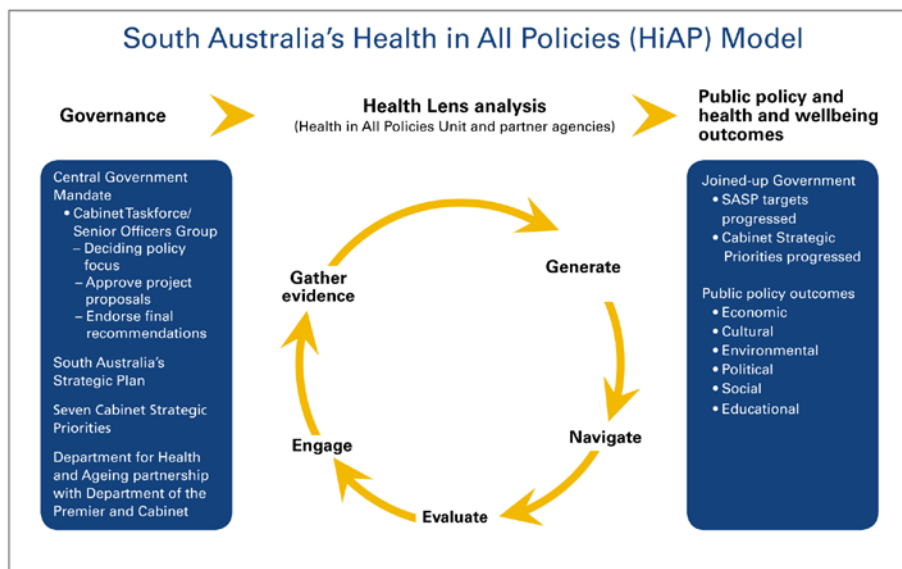 South Australia's Health in All Policies (HiAP) Model
Governance
Health Lens analysis
(Health in All Policies Unit and partner agencies)
Public policy and
health and wellbeing
outcomes
Central Government
Mandate
• Cabinet Taskforce/
Senior Officers Group
– Deciding policy
focus
– Approve project
proposals
– Endorse final
recommendations
South Australia's
Strategic Plan
Seven Cabinet Strategic
Priorities
Department for Health
and Ageing partnership
with Department of the
Premier and Cabinet
Gather
evidence
Generate
Navigate
Evaluate
Engage
Joined-up Government
• SASP targets
progressed
• Cabinet Strategic
Priorities progressed
Public policy outcomes
• Economic
• Cultural
• Environmental
• Political
• Social
• Educational